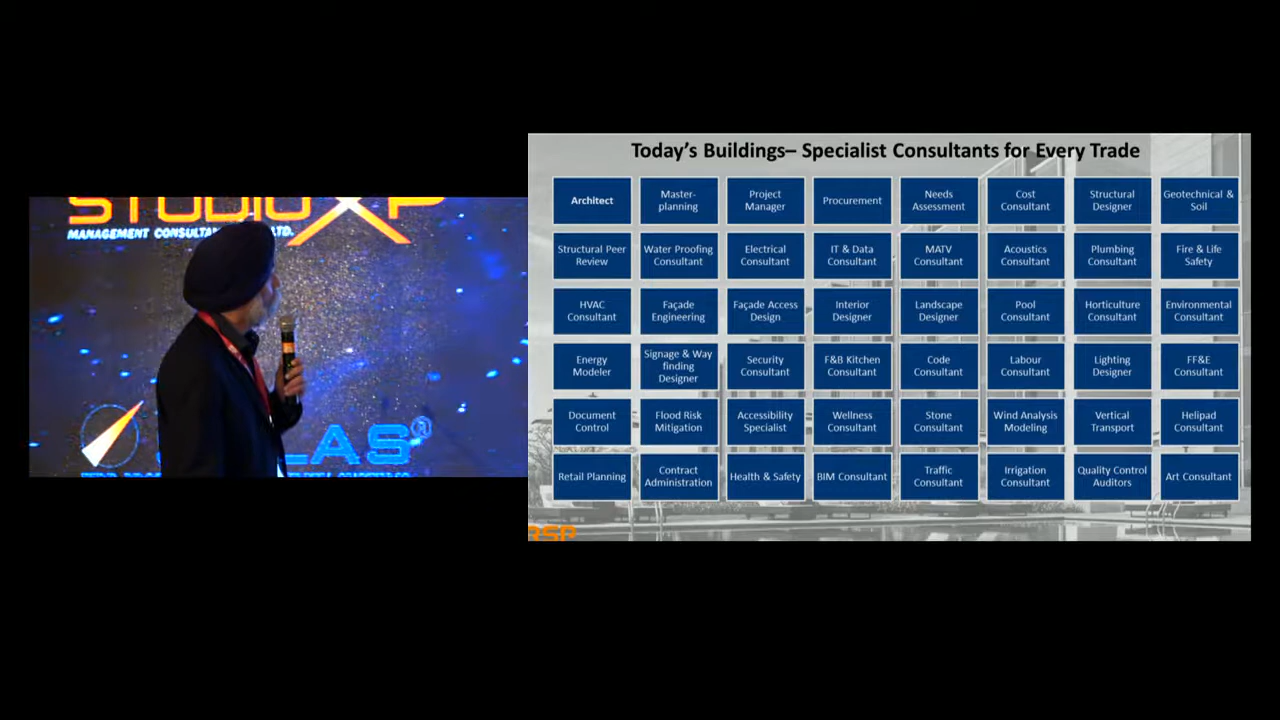 STUDIO XP
MANAGEMENT CONSULTA
LTD.
LAS®
Today's Buildings– Specialist Consultants for Every Trade
Architect
Master-
planning
Project
Manager
Procurement
Needs
Assessment
Cost
Consultant
Structural
Designer
Geotechnical &
Soil
Structural Peer
Review
Water Proofing
Consultant
Electrical
Consultant
IT & Data
Consultant
MATV
Consultant
Acoustics
Consultant
Plumbing
Consultant
Fire & Life
Safety
HVAC
Consultant
Façade
Engineering
Façade Access
Design
Interior
Designer
Landscape
Designer
Pool
Consultant
Horticulture
Consultant
Environmental
Consultant
Energy
Modeler
Signage & Way
finding
Designer
Security
Consultant
F&B Kitchen
Consultant
Code
Consultant
Labour
Consultant
Lighting
Designer
FF&E
Consultant
Document
Control
Flood Risk
Mitigation
Accessibility
Specialist
Wellness
Consultant
Stone
Consultant
Wind Analysis
Modeling
Vertical
Transport
Helipad
Consultant
Retail Planning
Contract
Administration
Health & Safety
BIM Consultant
Traffic
Consultant
Irrigation
Consultant
Quality Control
Auditors
Art Consultant
RSP